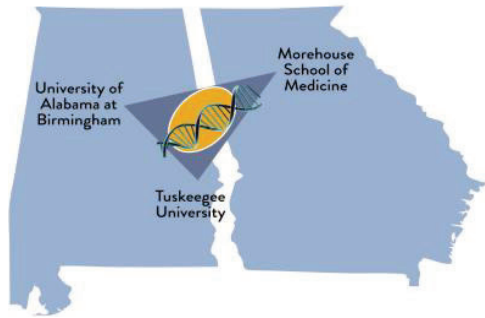 University of
Alabama at
Birmingham
Morehouse
School of
Medicine
Tuskeegee
University